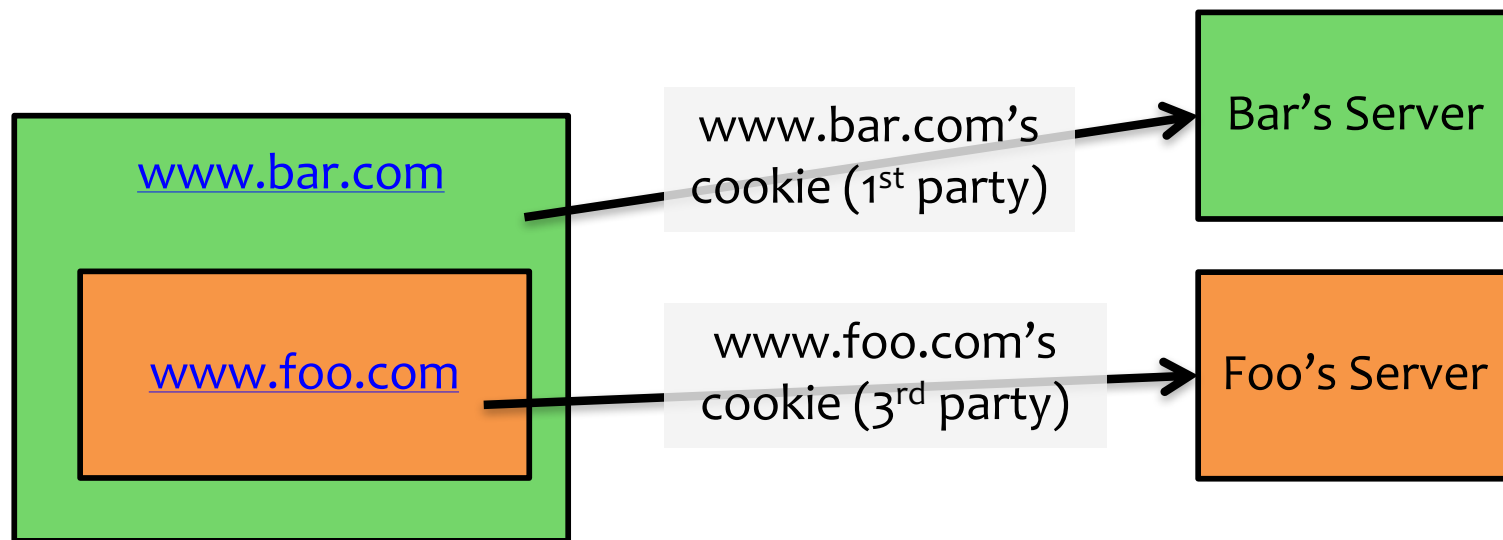 www.bar.com
www.foo.com
www.bar.com’s
cookie (1st party)
www.foo.com’s
cookie (3rd party)
Bar’s Server
Foo’s Server